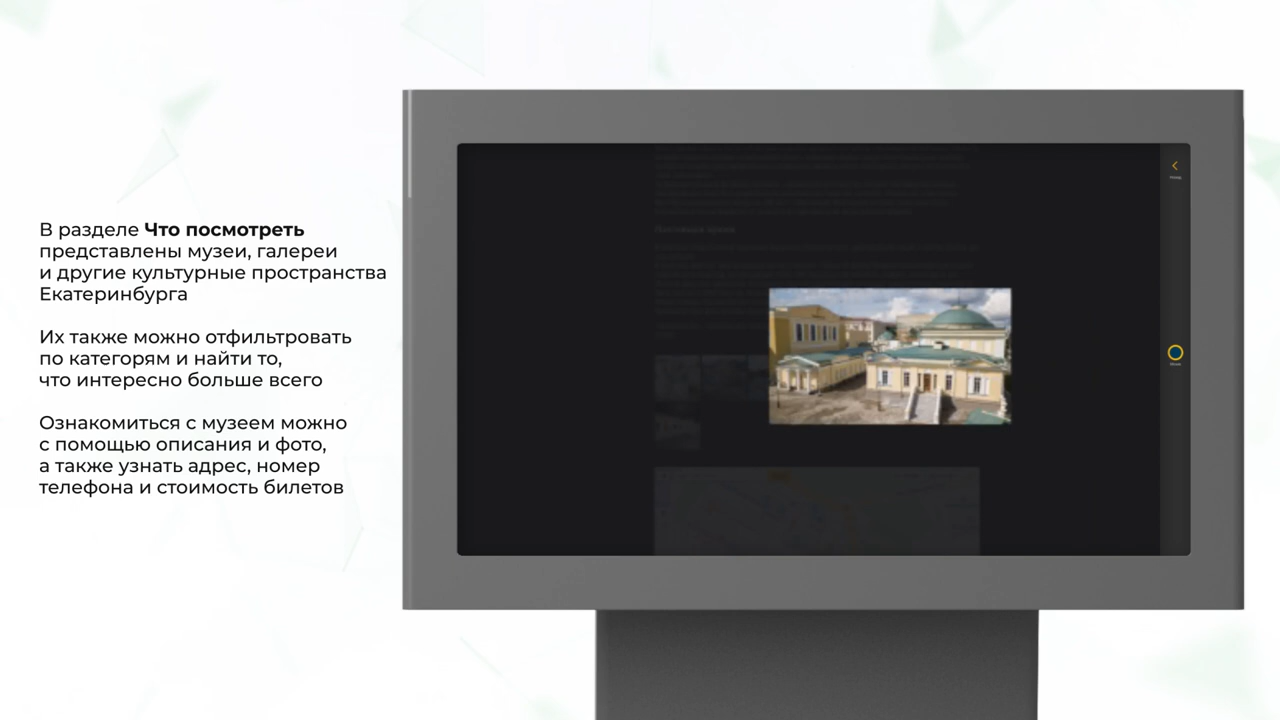 В разделе Что посмотреть
представлены музеи, галереи
и другие культурные пространства
Екатеринбурга
Их также можно отфильтровать
по категорям и найти то,
что интересно больше всего
Ознакомиться с музеем можно
с помощью описания и фото,
а также узнать адрес, номер
телефона и стоимость билетов